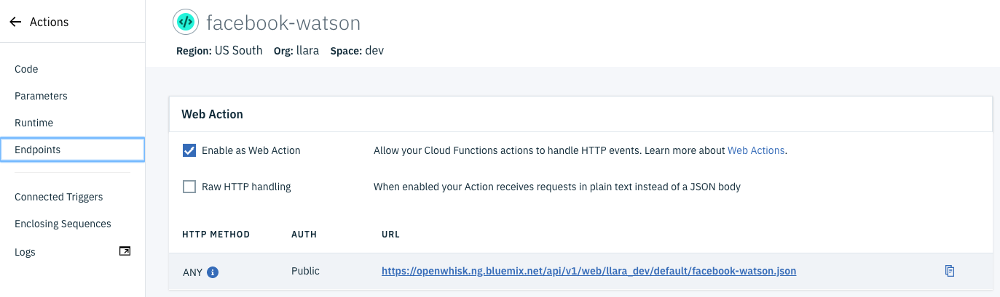 Actions
facebook-watson
Region: US South Org: llara Space: dev
Code
Parameters
Runtime
Endpoints
Connected Triggers
Enclosing Sequences
Logs
Web Action
Enable as Web Action Allow your Cloud Functions actions to handle HTTP events. Learn more about Web Actions.
Raw HTTP handling When enabled your Action receives requests in plain text instead of a JSON body
HTTP METHOD AUTH URL
ANY Public https://openwhisk.ng.bluemix.net/api/v1/web/llara_dev/default/facebook-watson.json